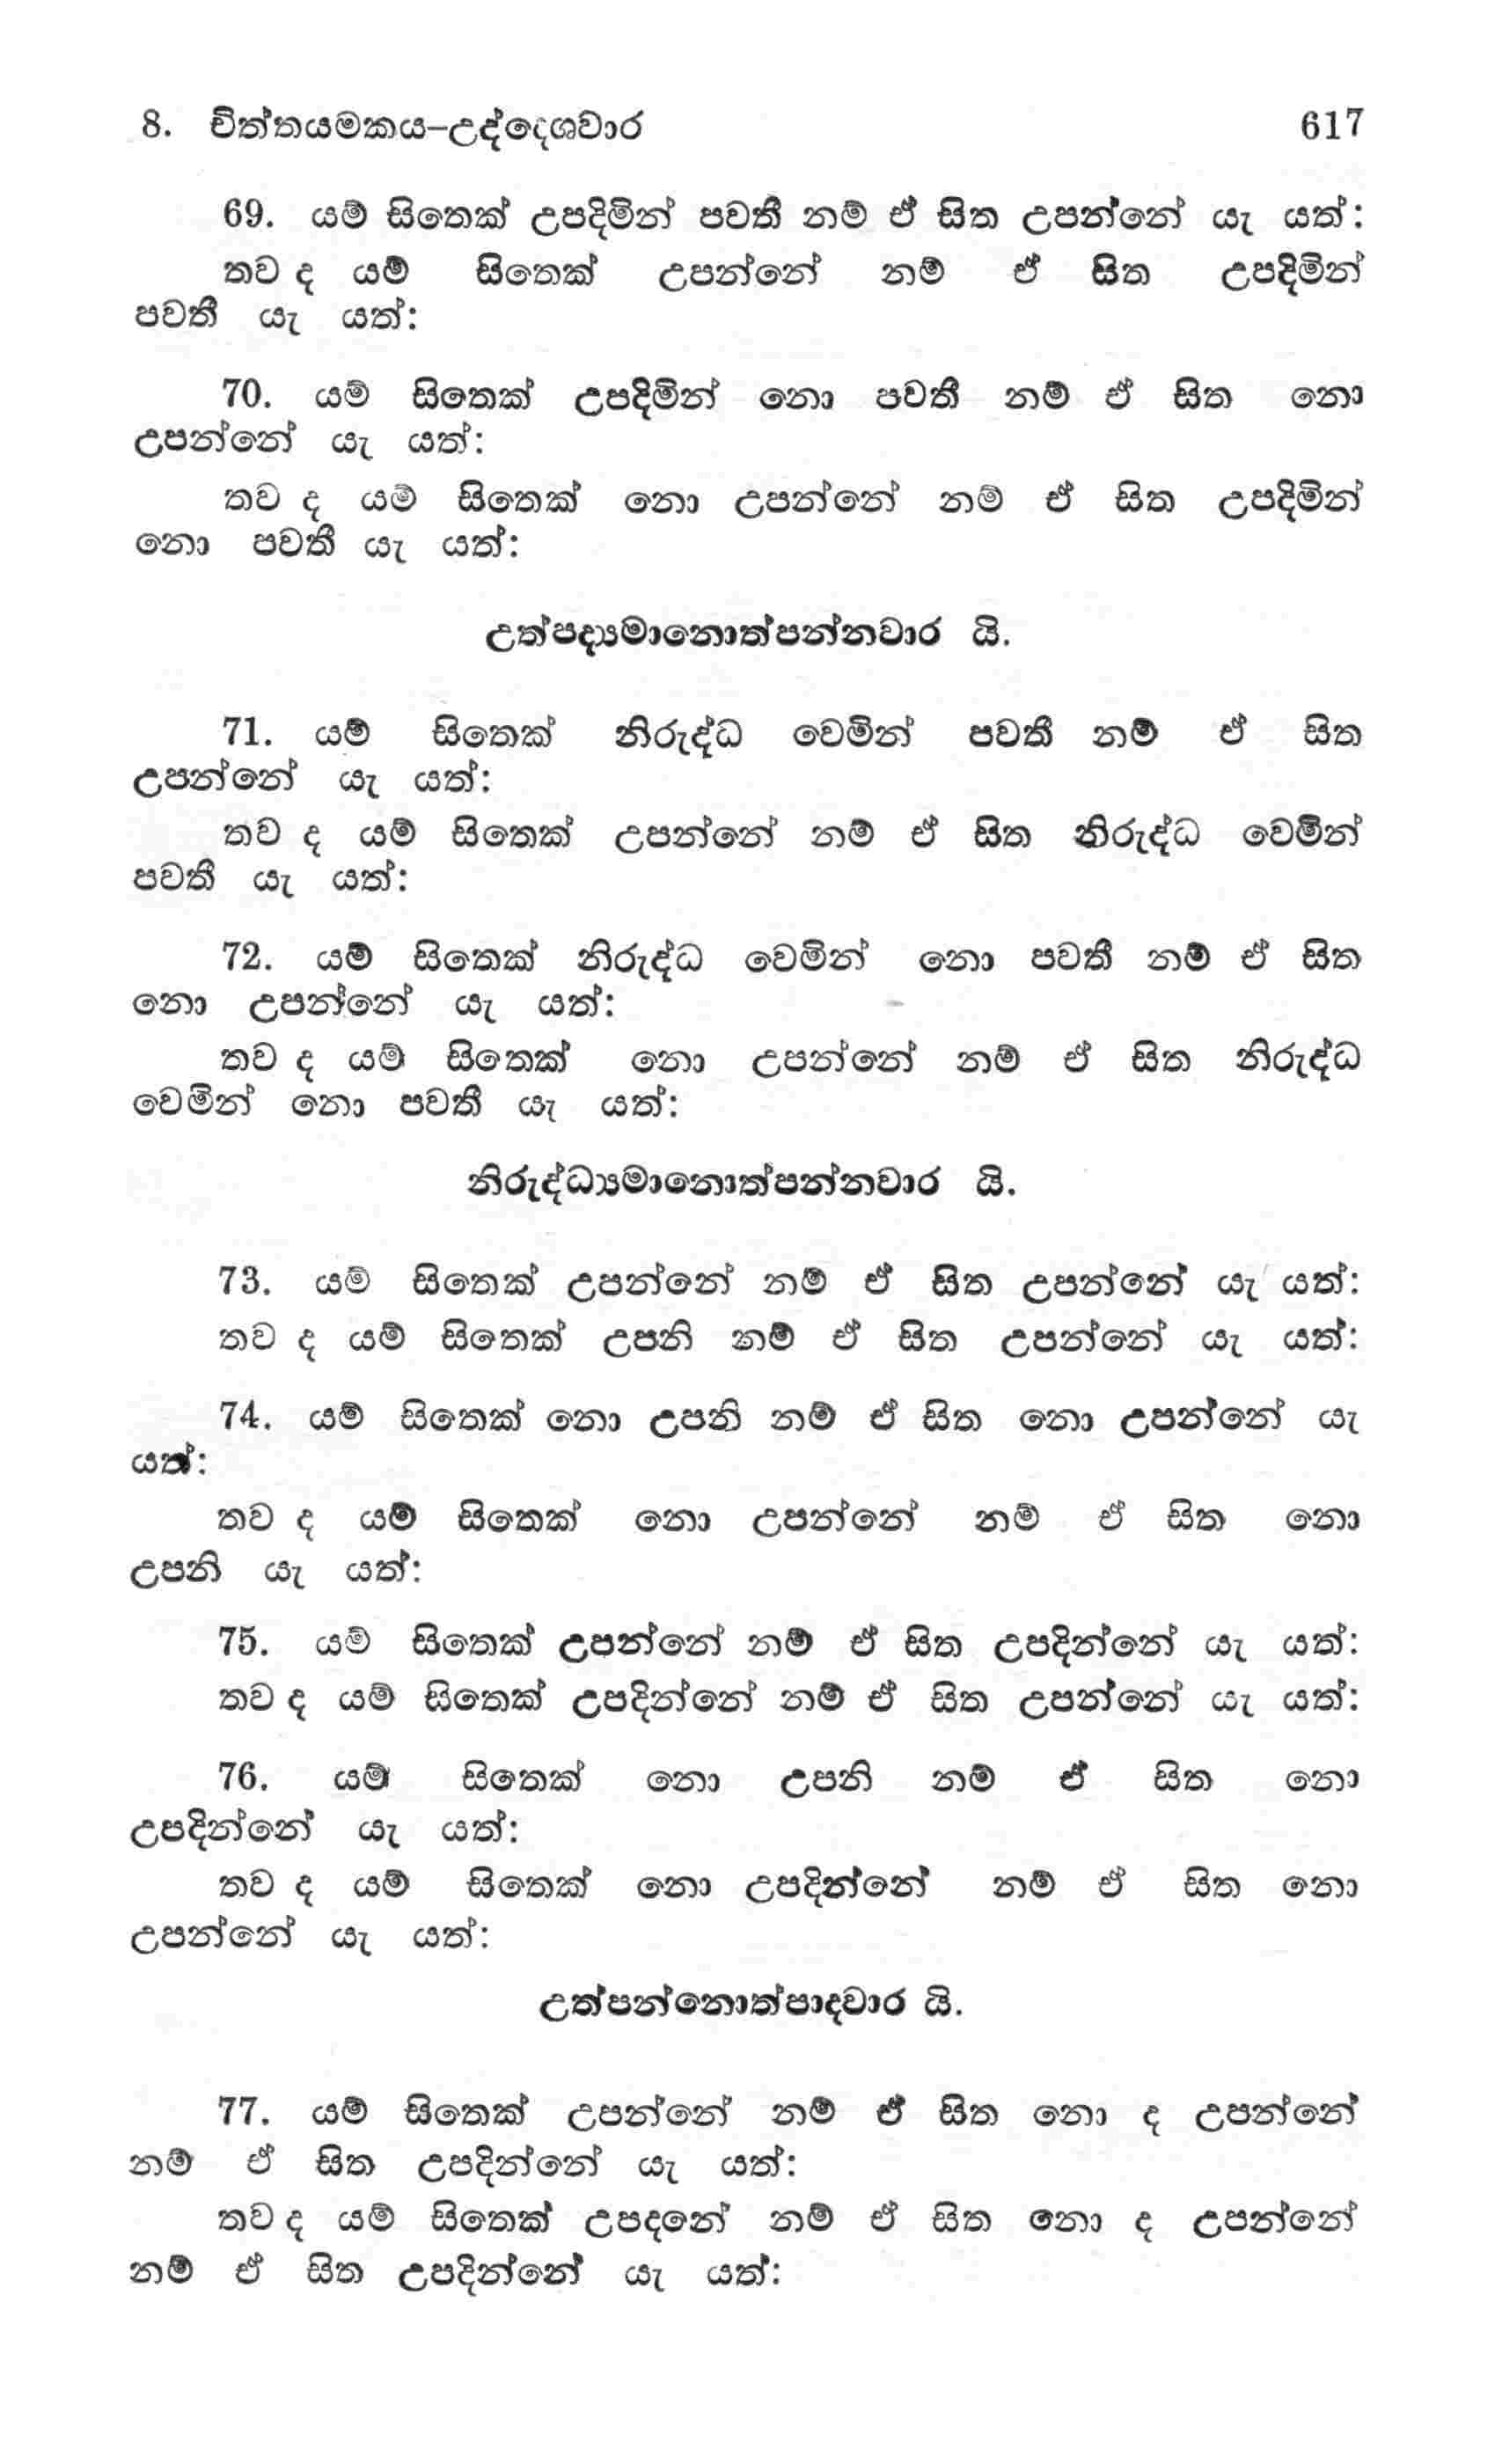 8. චිත්තයමකය–උද්දෙශවාර 617
69. යම් සිතෙක් උපදිමින් පවතී නම් ඒ සිත උපන්නේ යැ යත්:
තව ද යම් සිතෙක් උපන්නේ නම් ඒ සිත උපදිමින්
පවතී යැ යත්:
70. යම් සිතෙක් උපදිමින් නො පවතී නම් ඒ සිත නො
උපන්නේ යැ යත්:
තව ද යම් සිතෙක් නො උපන්නේ නම් ඒ සිත උපදිමින්
නො පවතී යැ යත්:
උත්පද්‍යමානොත්පන්නවාර යි.
71. යම් සිතෙක් නිරුද්ධ වෙමින් පවතී නම් ඒ සිත
උපන්නේ යැ යත්:
තව ද යම් සිතෙක් උපන්නේ නම් ඒ සිත නිරුද්ධ වෙමින්
පවතී යැ යත්:
72. යම් සිතෙක් නිරුද්ධ වෙමින් නො පවතී නම් ඒ සිත
නො උපන්නේ යැ යත්:
තව ද යම් සිතෙක් නො උපන්නේ නම් ඒ සිත නිරුද්ධ
වෙමින් නො පවතී යැ යත්:
නිරුද්ධ්‍යමානොත්පන්නවාර යි.
73. යම් සිතෙක් උපන්නේ නම් ඒ සිත උපන්නේ යැ යත්:
තව ද යම් සිතෙක් උපනි නම් ඒ සිත උපන්නේ යැ යත්:
74. යම් සිතෙක් නො උපනි නම් ඒ සිත නො උපන්නේ යැ
යත්:
තව ද යම් සිතෙක් නො උපන්නේ නම් ඒ සිත නො
උපනි යැ යත්:
75. යම් සිතෙක් උපන්නේ නම් ඒ සිත උපදින්නේ යැ යත්:
තව ද යම් සිතෙක් උපදින්නේ නම් ඒ සිත උපන්නේ යැ යත්:
76. යම් සිතෙක් නො උපනි නම් ඒ සිත නො
උපදින්නේ යැ යත්:
තව ද යම් සිතෙක් නො උපදින්නේ නම් ඒ සිත නො
උපන්නේ යැ යත්:
උත්පන්නොත්පාදවාර යි.
77. යම් සිතෙක් උපන්නේ නම් ඒ සිත නො ද උපන්නේ
නම් ඒ සිත උපදින්නේ යැ යත්:
තව ද යම් සිතෙක් උපදනේ නම් ඒ සිත නො ද උපන්නේ
නම් ඒ සිත උපදින්නේ යැ යත්: